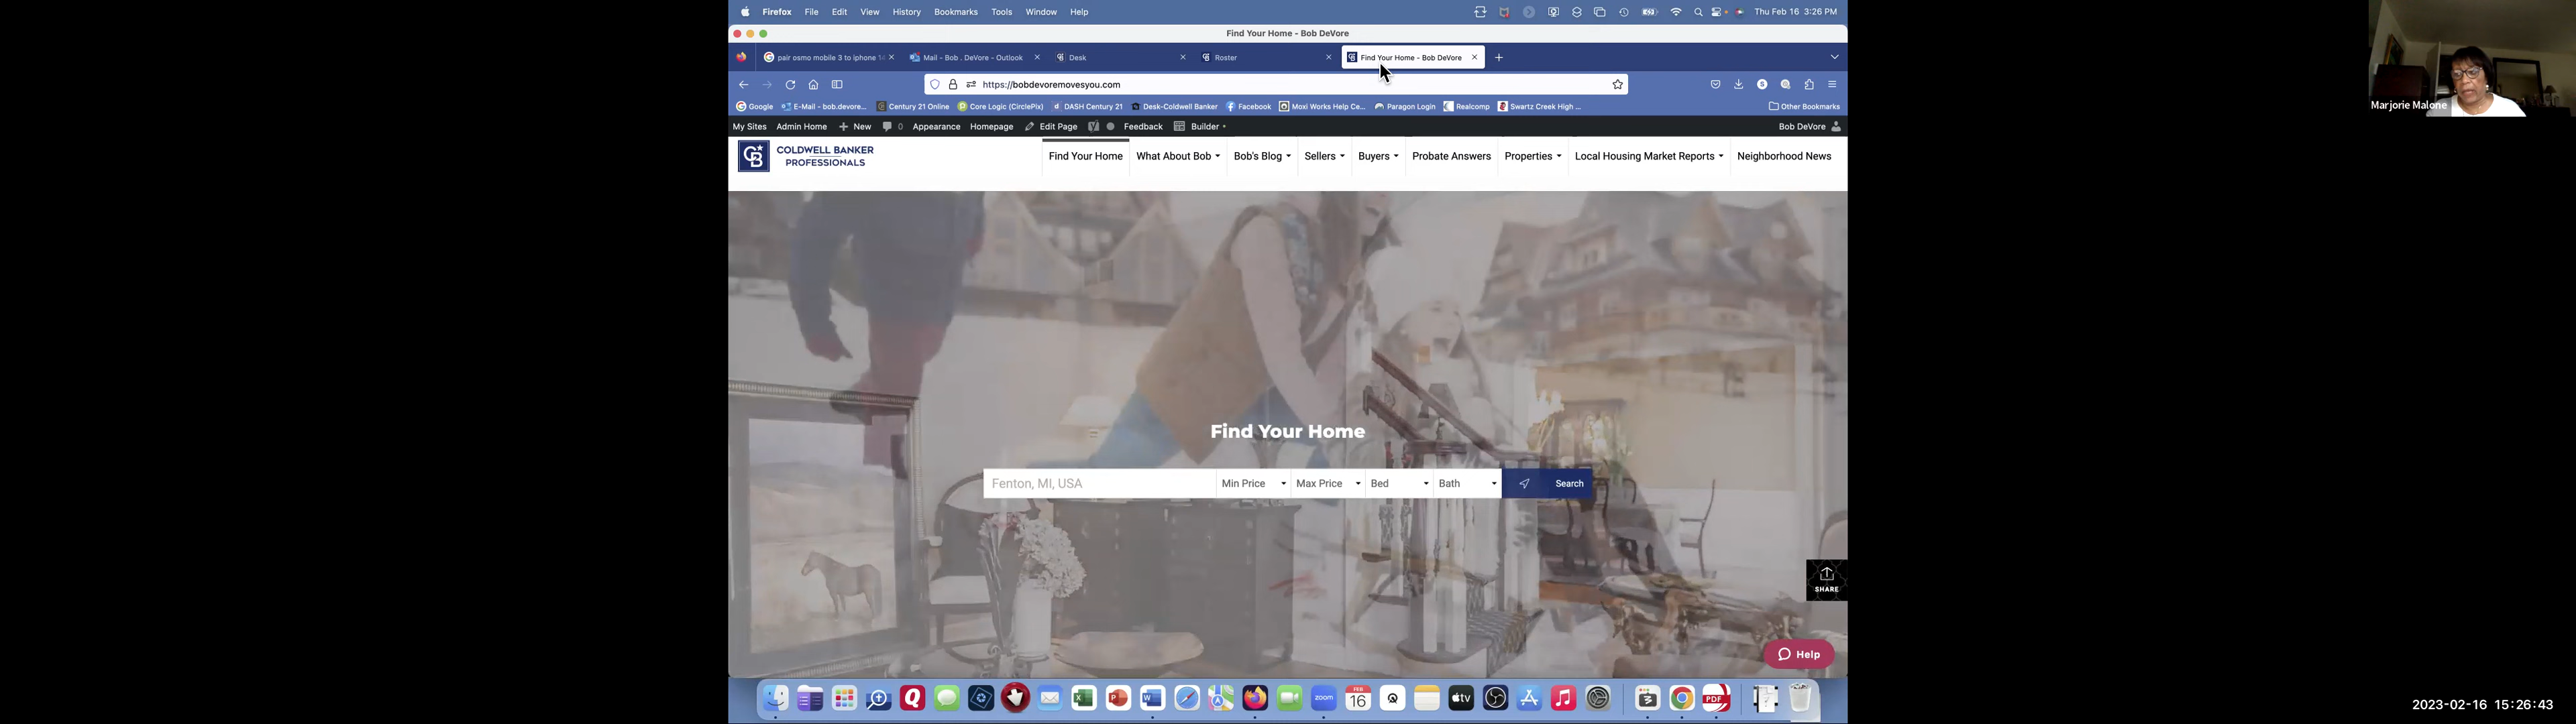 Firefox File Edit View History Bookmarks Tools Window Help Thu Feb 16 3:26 PM
Find Your Home - Bob DeVore
pair osmo mobile 3 to iphone 14 Mail - Bob . DeVore - Outlook Desk Roster Find Your Home - Bob DeVore
https://bobdevoremovesyou.com
Google E-Mail - bob.devore... Century 21 Online Core Logic (CirclePix) DASH Century 21 Desk-Coldwell Banker Facebook Moxi Works Help Ce... Paragon Login Realcomp Swartz Creek High ... Other Bookmarks
My Sites Admin Home New 0 Appearance Homepage Edit Page Feedback Builder Bob DeVore
COLDWELL BANKER
PROFESSIONALS
Find Your Home What About Bob Bob's Blog Sellers Buyers Probate Answers Properties Local Housing Market Reports Neighborhood News
Marjorie Malone
Find Your Home
Fenton, MI, USA Min Price Max Price Bed Bath Search
SHARE
Help
zoom FEB 16 tv PDF
2023-02-16 15:26:43